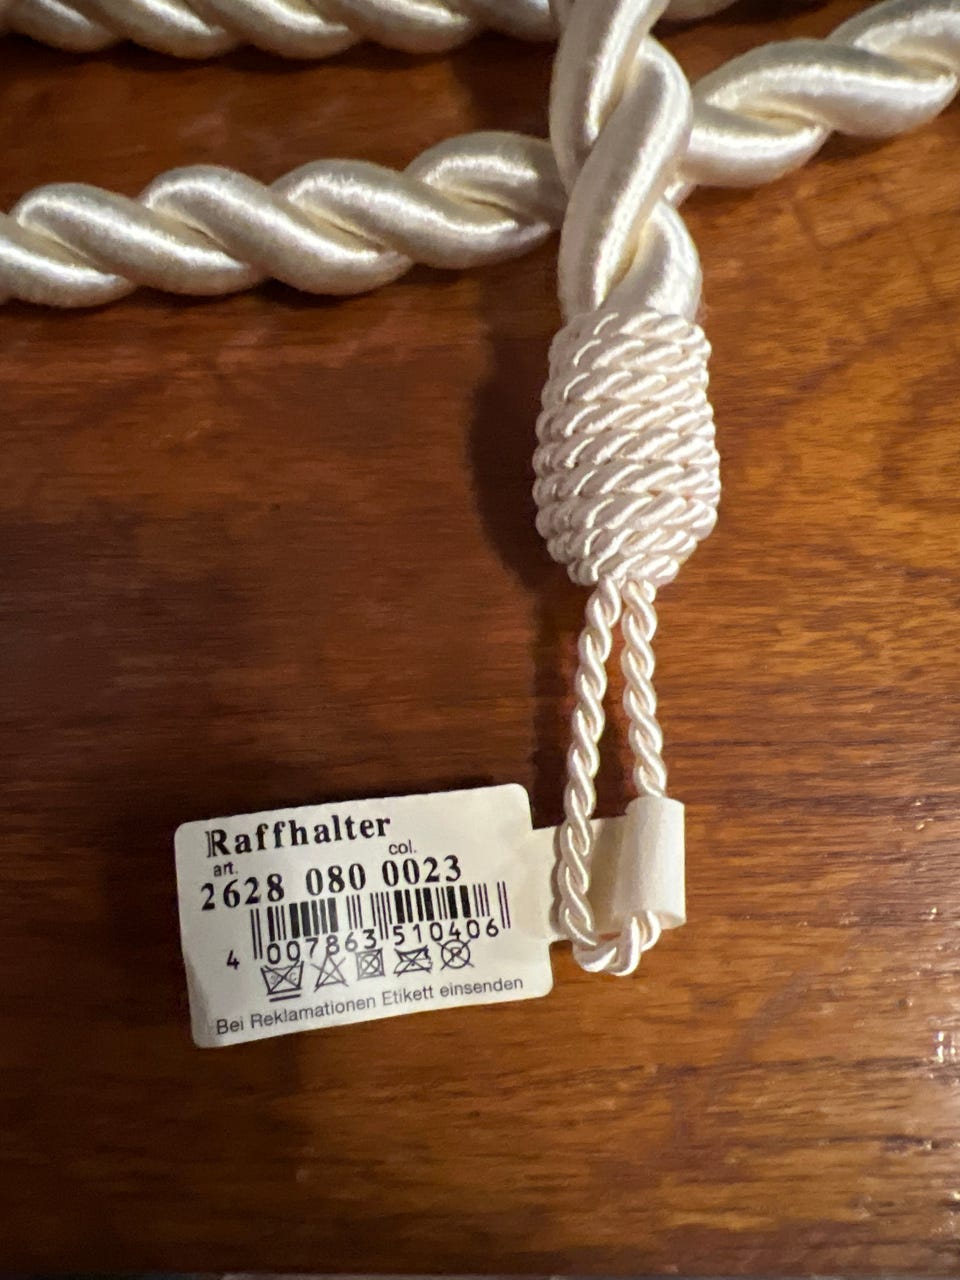 Raffhalter
art. col.
2628 080 0023
4 007863 510406
Bei Reklamationen Etikett einsenden